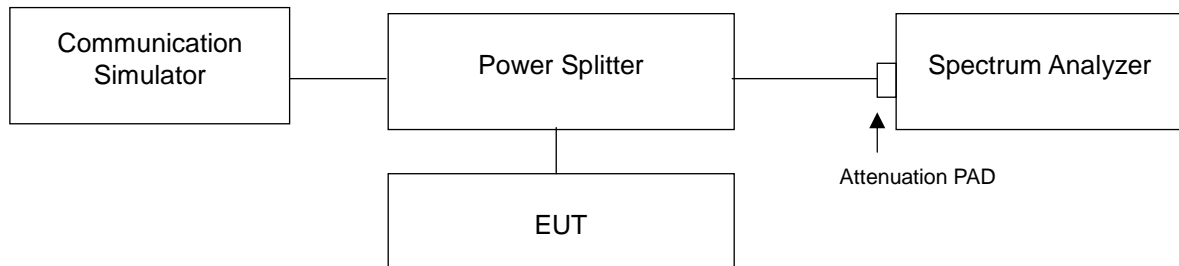 Communication
Simulator
Power Splitter
Spectrum Analyzer
Attenuation PAD
EUT